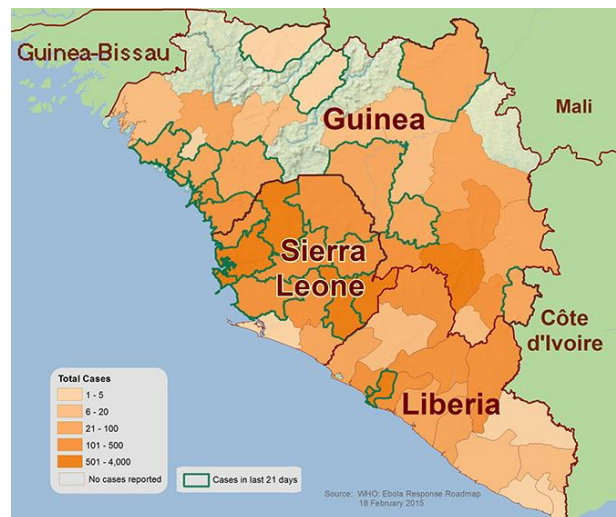 Guinea-Bissau
Guinea
Mali
Sierra
Leone
Côte
d'Ivoire
Liberia
Total Cases
1 - 5
6 - 20
21 - 100
101 - 500
501 - 4,000
No cases reported
Cases in last 21 days
Source: WHO: Ebola Response Roadmap
18 February 2015